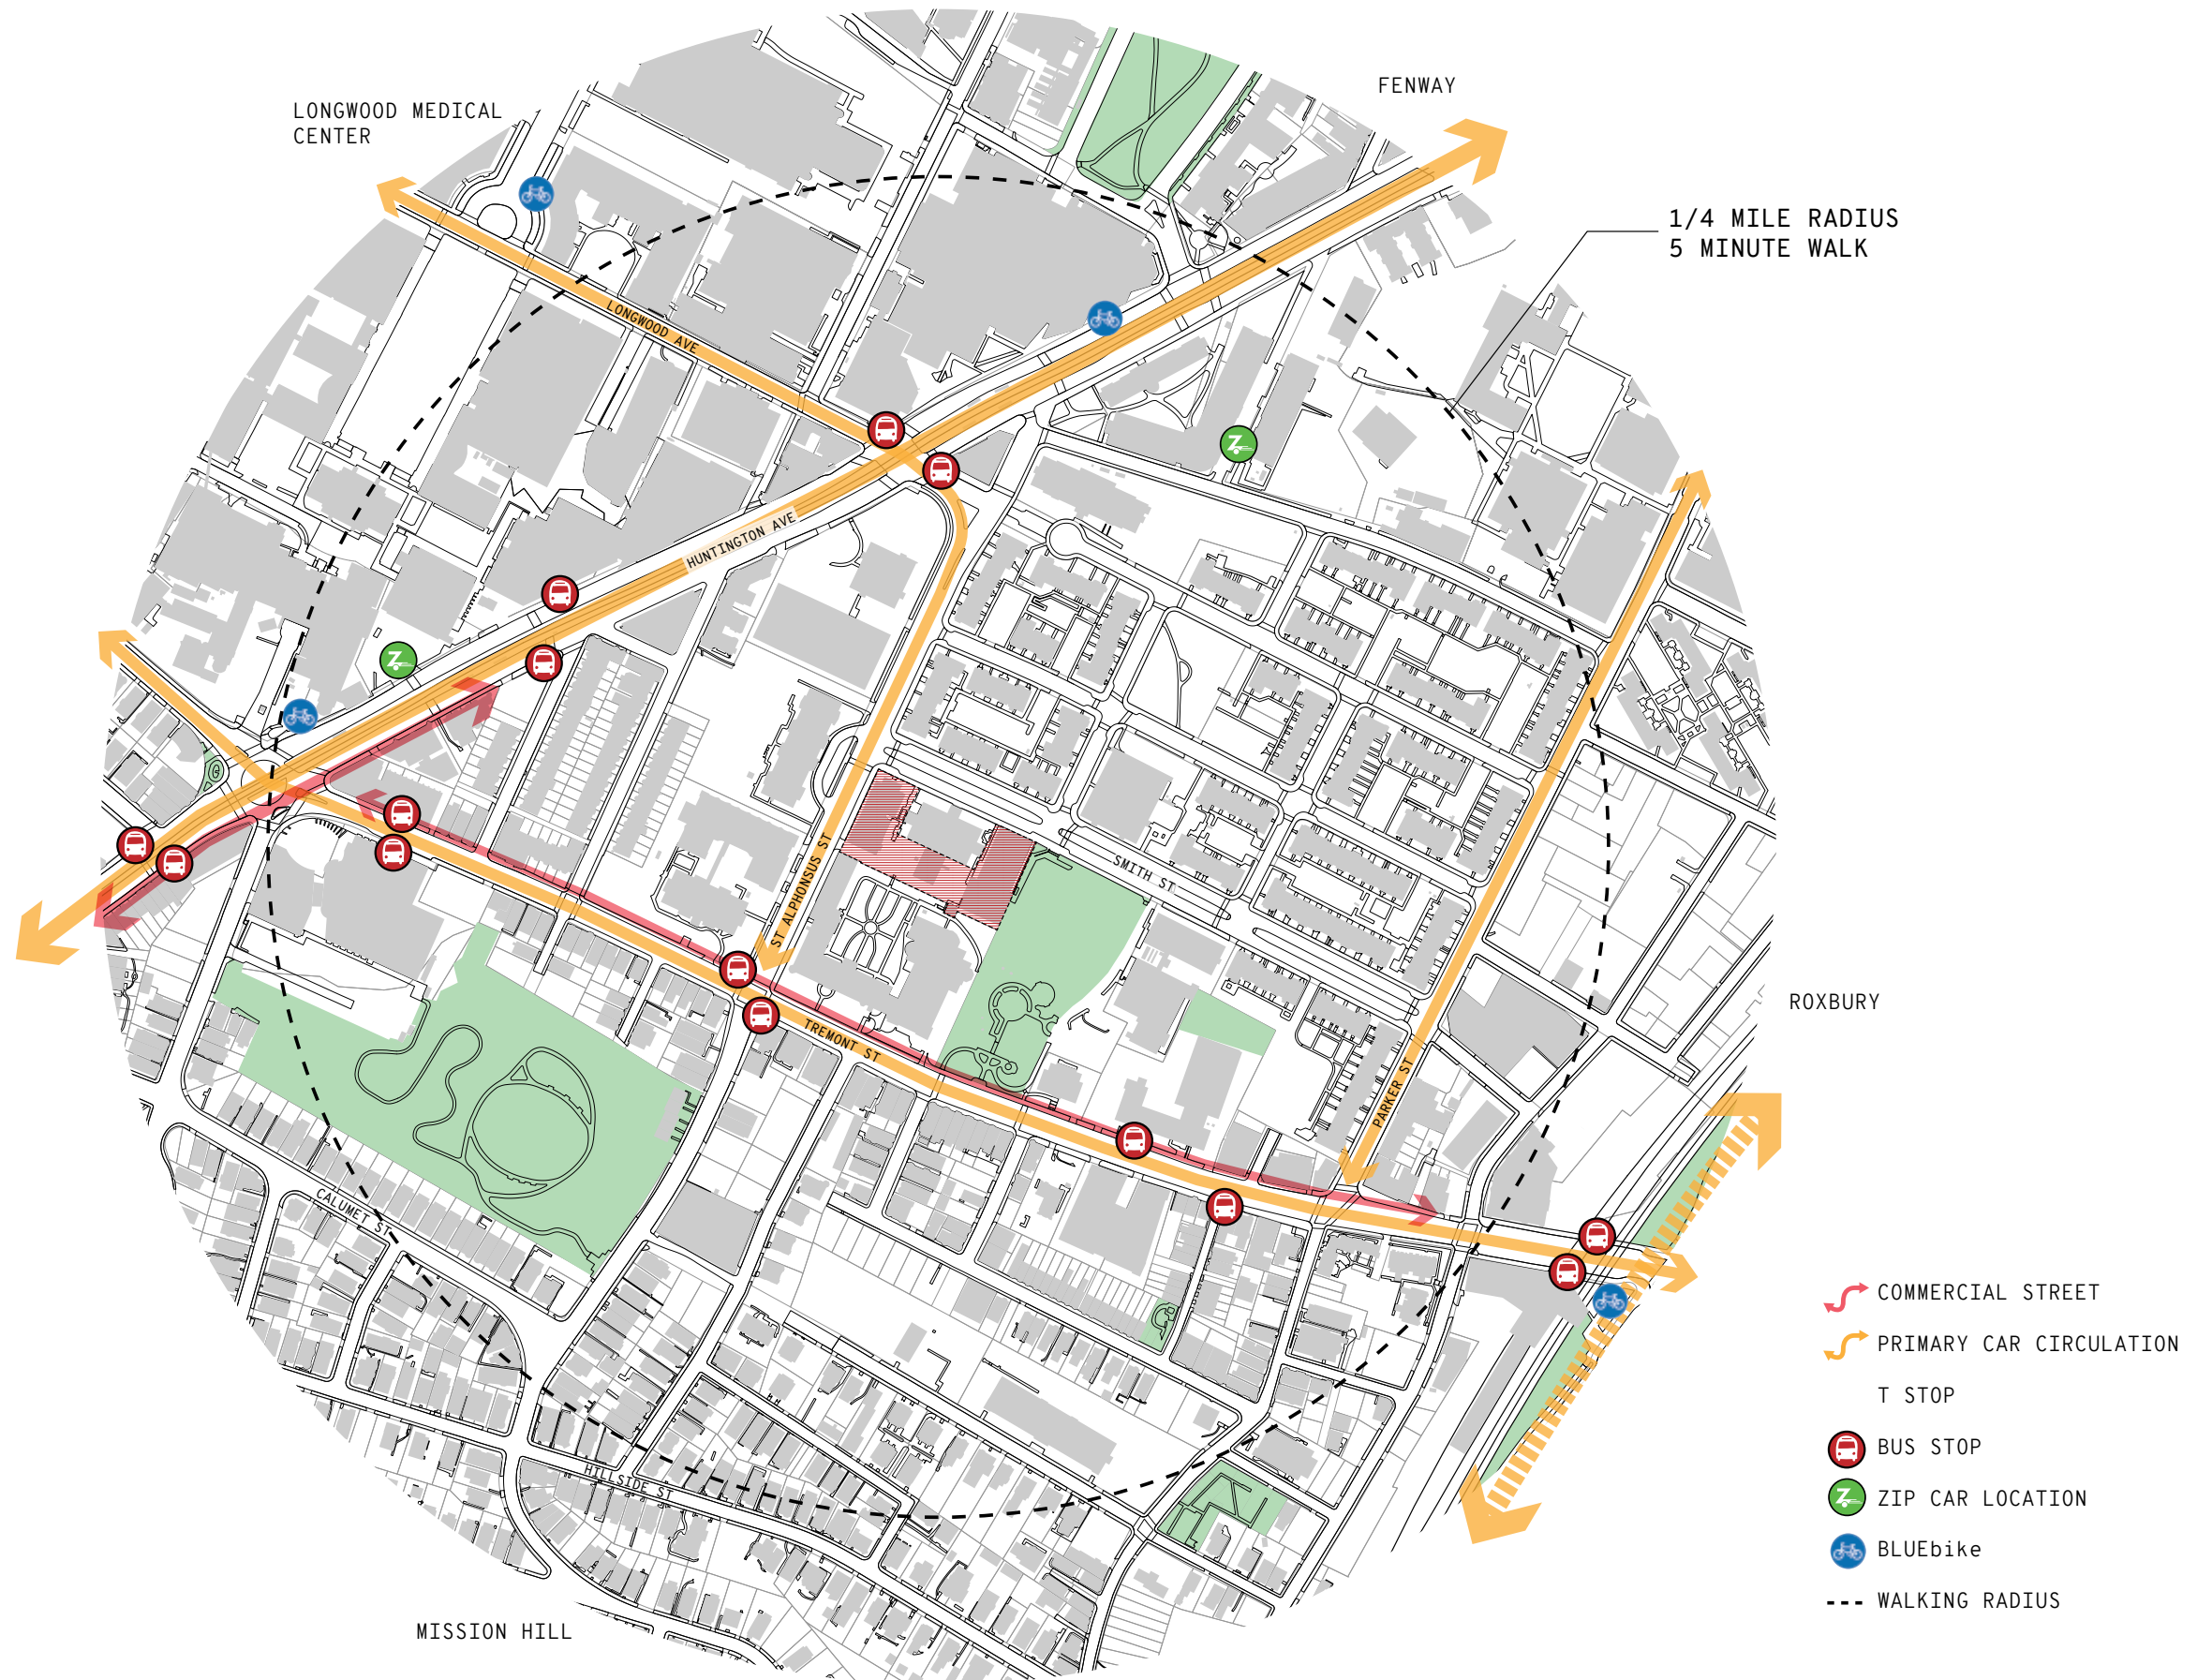 FENWAY
LONGWOOD MEDICAL
CENTER
1/4 MILE RADIUS
5 MINUTE WALK
LONGWOOD AVE
HUNTINGTON AVE
ST ALPHONSUS ST
SMITH ST
ROXBURY
TREMONT ST
PARKER ST
CALUMET ST
HILLSIDE ST
MISSION HILL
COMMERCIAL STREET
PRIMARY CAR CIRCULATION
T STOP
BUS STOP
Z ZIP CAR LOCATION
BLUEbike
WALKING RADIUS
Z
Z